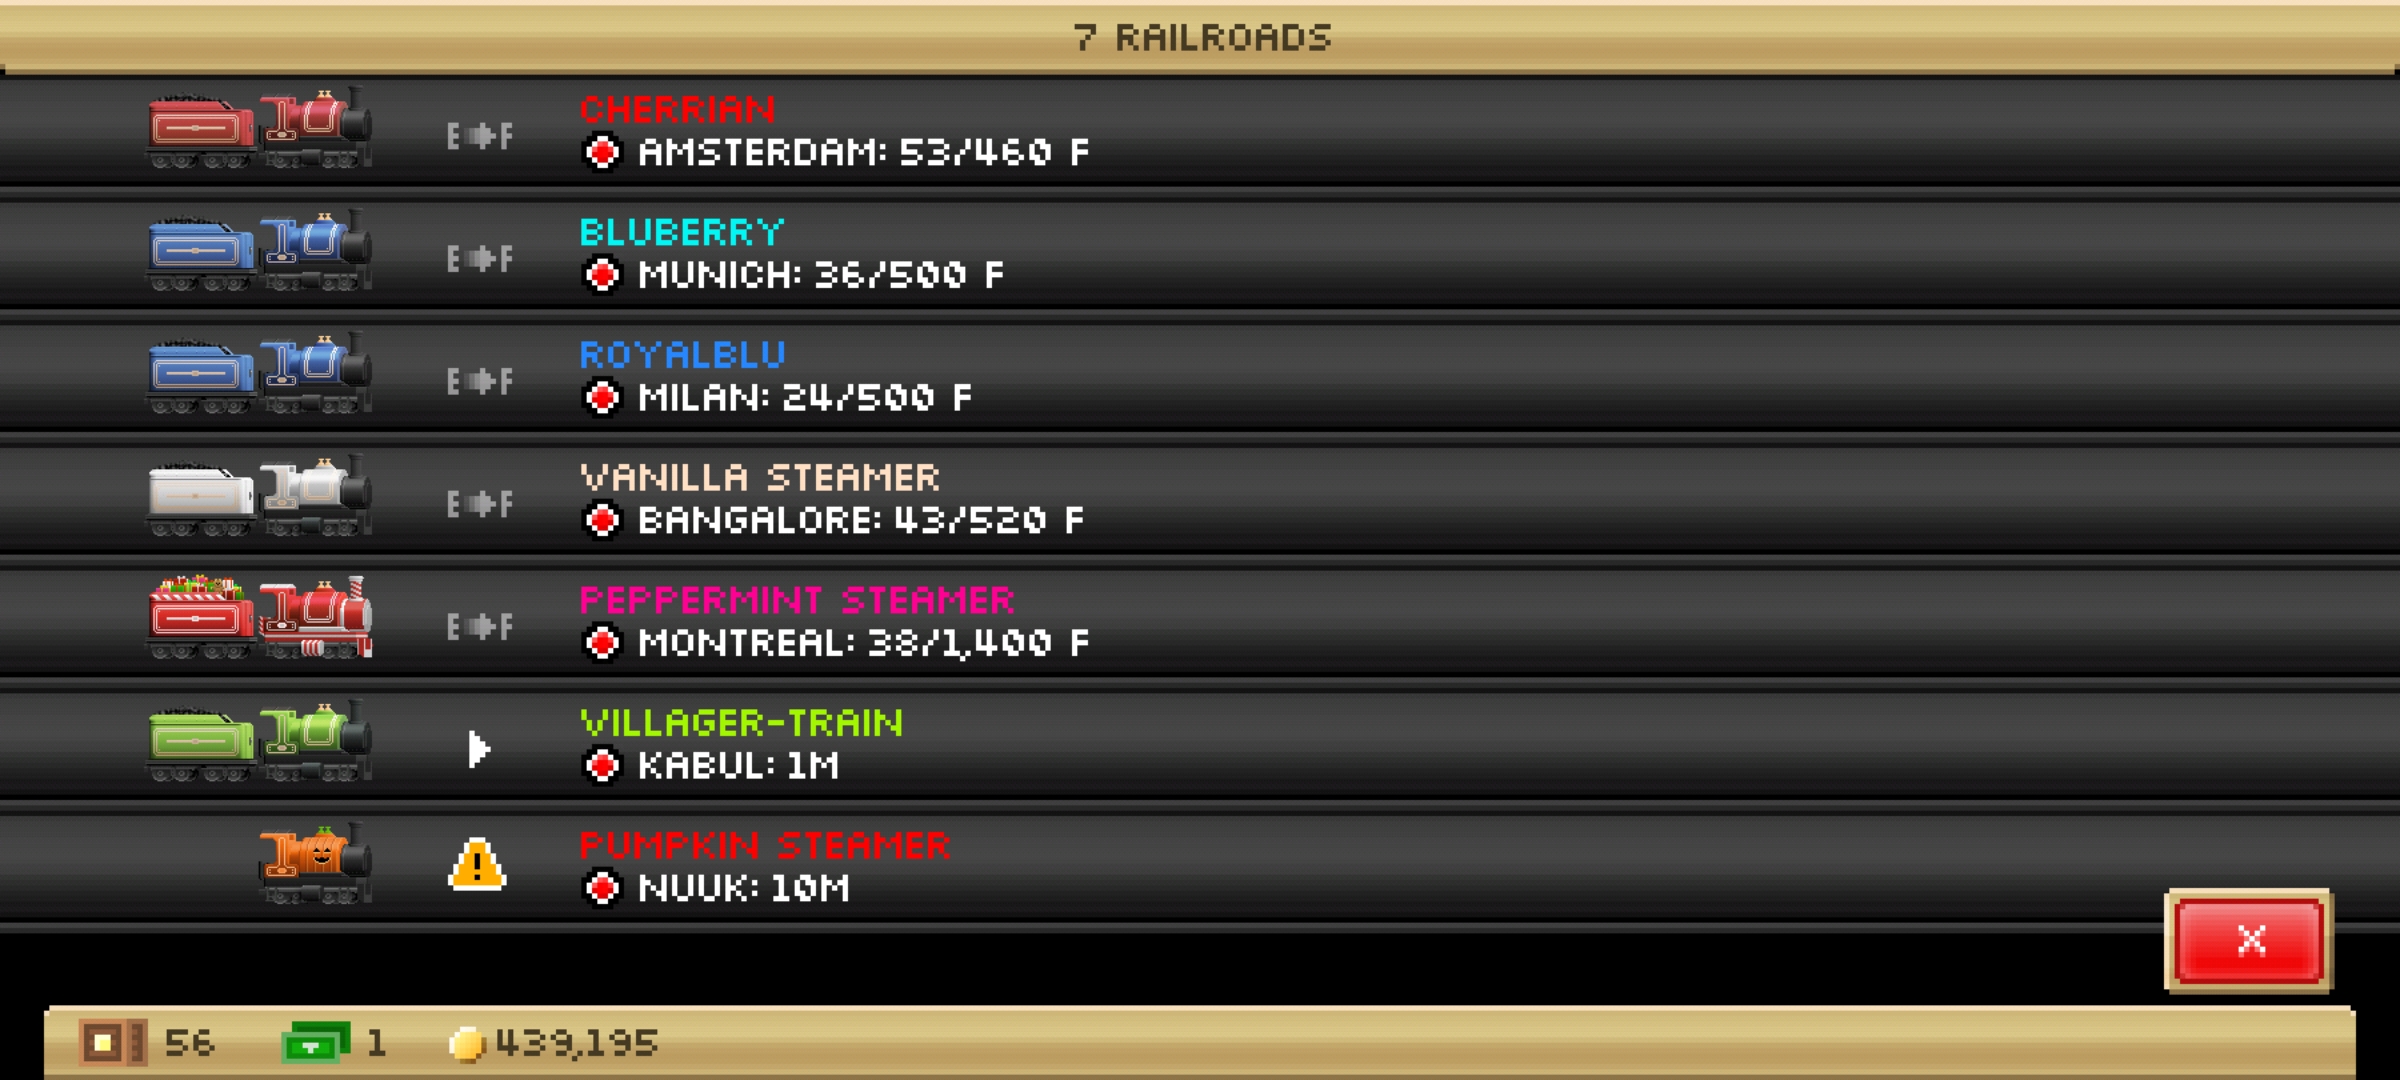 7 RAILROADS
CHERRIAN
E F
AMSTERDAM: 53/460 F
BLUBERRY
E F
MUNICH: 36/500 F
ROYALBLU
E F
MILAN: 24/500 F
VANILLA STEAMER
E F
BANGALORE: 43/520 F
PEPPERMINT STEAMER
E F
MONTREAL: 38/1,400 F
VILLAGER-TRAIN
KABUL: 1M
PUMPKIN STEAMER
!
NUUK: 10M
X
56 1 439,195